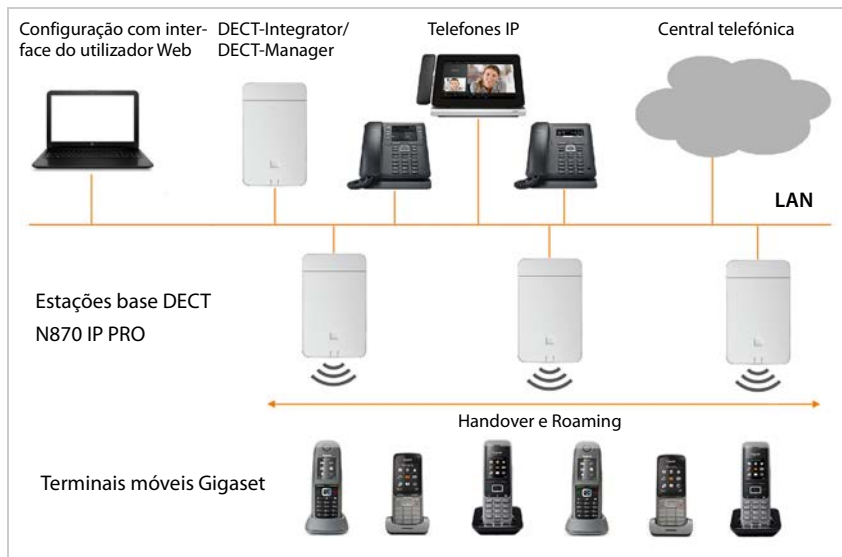 Configuração com inter-
face do utilizador Web
DECT-Integrator/
DECT-Manager
Telefones IP
Central telefónica
LAN
Estações base DECT
N870 IP PRO
Handover e Roaming
Terminais móveis Gigaset